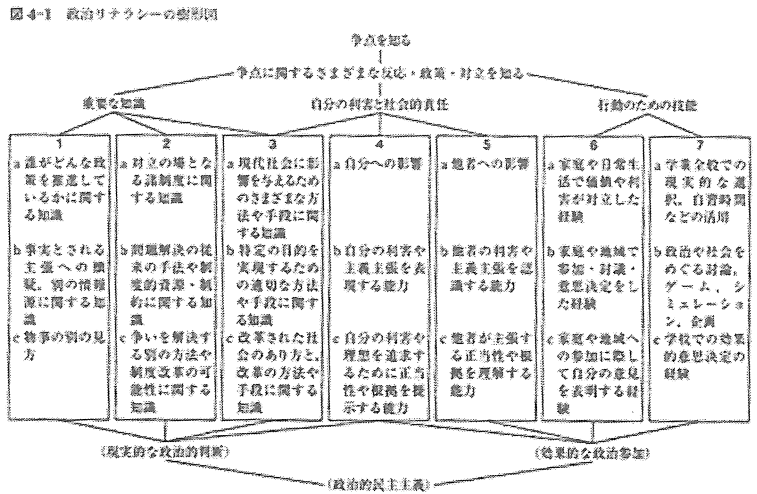 図4-1 政治リテラシーの樹形図
争点を知る
争点に関するさまざまな反応・政策・対立を知る
重要な知識
自分の利害と社会的責任
行動のための技能
1
a 誰がどんな政
策を推進して
いるかに関す
る知識
b 事実とされる
主張への懐
疑，別の情報
源に関する知
識
c 物事の別の見
方
2
a 対立の場とな
る諸制度に関
する知識
b 問題解決の従
来の手法や制
度的資源・制
約に関する知
識
c 争いを解決す
る別の方法や
制度改革の可
能性に関する
知識
3
a 現代社会に影
響を与えるため
のさまざまな方
法や手段に関す
る知識
b 特定の目的を
実現するため
の適切な方法
や手段に関す
る知識
c 改革された社
会のあり方と，
改革の方法や
手段に関する
知識
4
a 自分への影響
b 自分の利害や
主義主張を表
現する能力
c 自分の利害や
理想を追求す
るために正当
性や根拠を提
示する能力
5
a 他者への影響
b 他者の利害や
主義主張を認
識する能力
c 他者が主張す
る正当性や根
拠を理解する
能力
6
a 家庭や日常生
活で価値や利
害が対立した
経験
b 家庭や地域で
参加・討議・
意思決定をし
た経験
c 家庭や地域へ
の参加に際し
て自分の意見
を表明する経
験
7
a 学業全般での
現実的な選
択，自習時間
などの活用
b 政治や社会を
めぐる討論，
ゲーム，シ
ミュレーショ
ン，企画
c 学校での効果
的意思決定の
経験
(現実的な政治的判断)
(効果的な政治参加)
(政治的民主主義)